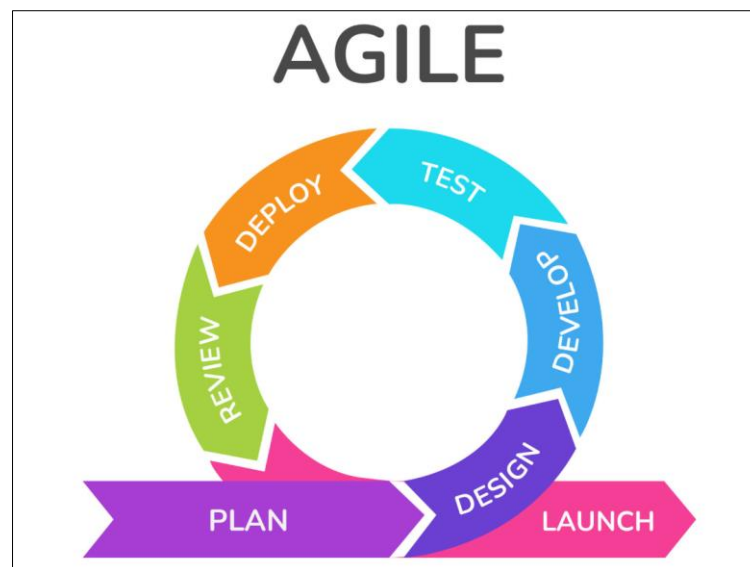 AGILE
PLAN
DESIGN
DEVELOP
TEST
DEPLOY
REVIEW
LAUNCH